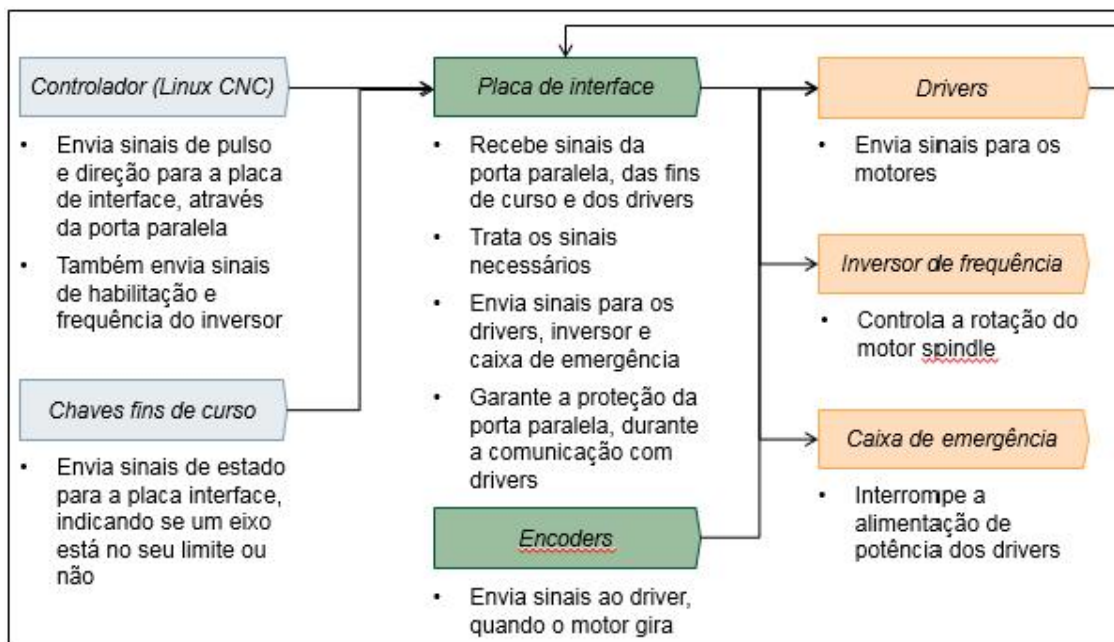 Controlador (Linux CNC)
• Envia sinais de pulso
e direção para a placa
de interface, através
da porta paralela
• Também envia sinais
de habilitação e
frequência do inversor
Chaves fins de curso
• Envia sinais de estado
para a placa interface,
indicando se um eixo
está no seu limite ou
não
Placa de interface
• Recebe sinais da
porta paralela, das fins
de curso e dos drivers
• Trata os sinais
necessários
• Envia sinais para os
drivers, inversor e
caixa de emergência
• Garante a proteção da
porta paralela, durante
a comunicação com
drivers
Encoders
• Envia sinais ao driver,
quando o motor gira
Drivers
• Envia sinais para os
motores
Inversor de frequência
• Controla a rotação do
motor spindle
Caixa de emergência
• Interrompe a
alimentação de
potência dos drivers